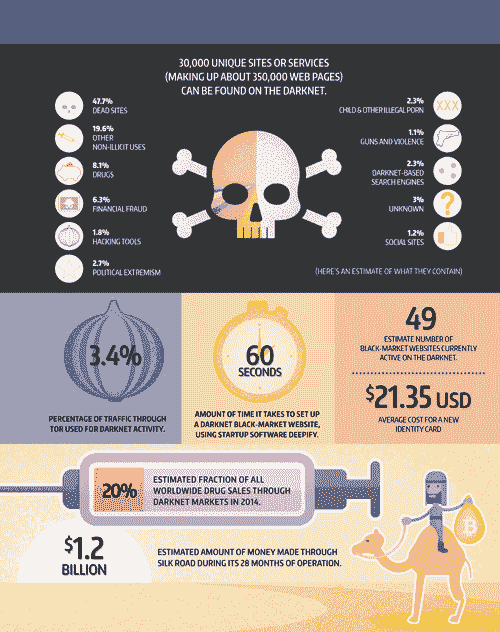 30,000 UNIQUE SITES OR SERVICES
(MAKING UP ABOUT 350,000 WEB PAGES)
CAN BE FOUND ON THE DARKNET.
47.7%
DEAD SITES
19.6%
OTHER
NON-ILLICIT USES
8.1%
DRUGS
6.3%
FINANCIAL FRAUD
1.8%
HACKING TOOLS
2.7%
POLITICAL EXTREMISM
2.3%
CHILD & OTHER ILLEGAL PORN
XXX
1.1%
GUNS AND VIOLENCE
2.3%
DARKNET-BASED
SEARCH ENGINES
3%
UNKNOWN
?
1.2%
SOCIAL SITES
(HERE'S AN ESTIMATE OF WHAT THEY CONTAIN)
3.4%
PERCENTAGE OF TRAFFIC THROUGH
TOR USED FOR DARKNET ACTIVITY.
60
SECONDS
AMOUNT OF TIME IT TAKES TO SET UP
A DARKNET BLACK-MARKET WEBSITE,
USING STARTUP SOFTWARE DEEPIFY.
49
ESTIMATE NUMBER OF
BLACK-MARKET WEBSITES CURRENTLY
ACTIVE ON THE DARKNET.
$21.35 USD
AVERAGE COST FOR A NEW
IDENTITY CARD
20%
ESTIMATED FRACTION OF ALL
WORLDWIDE DRUG SALES THROUGH
DARKNET MARKETS IN 2014.
$1.2
BILLION
ESTIMATED AMOUNT OF MONEY MADE THROUGH
SILK ROAD DURING ITS 28 MONTHS OF OPERATION.